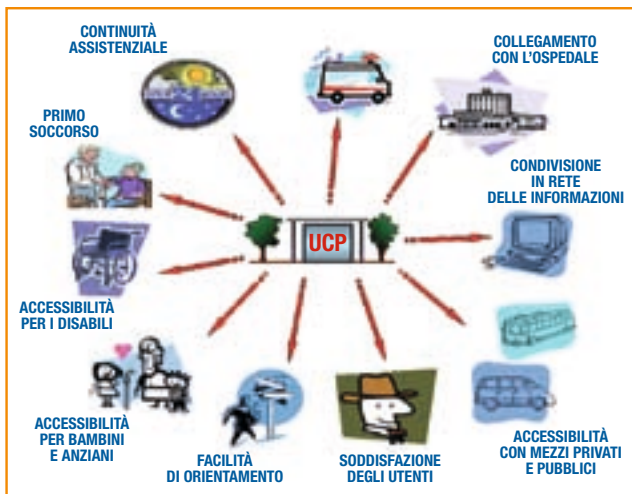 CONTINUITÀ
ASSISTENZIALE
COLLEGAMENTO
CON L'OSPEDALE
PRIMO
SOCCORSO
CONDIVISIONE
IN RETE
DELLE INFORMAZIONI
UCP
ACCESSIBILITÀ
PER I DISABILI
ACCESSIBILITÀ
PER BAMBINI
E ANZIANI
FACILITÀ
DI ORIENTAMENTO
SODDISFAZIONE
DEGLI UTENTI
ACCESSIBILITÀ
CON MEZZI PRIVATI
E PUBBLICI